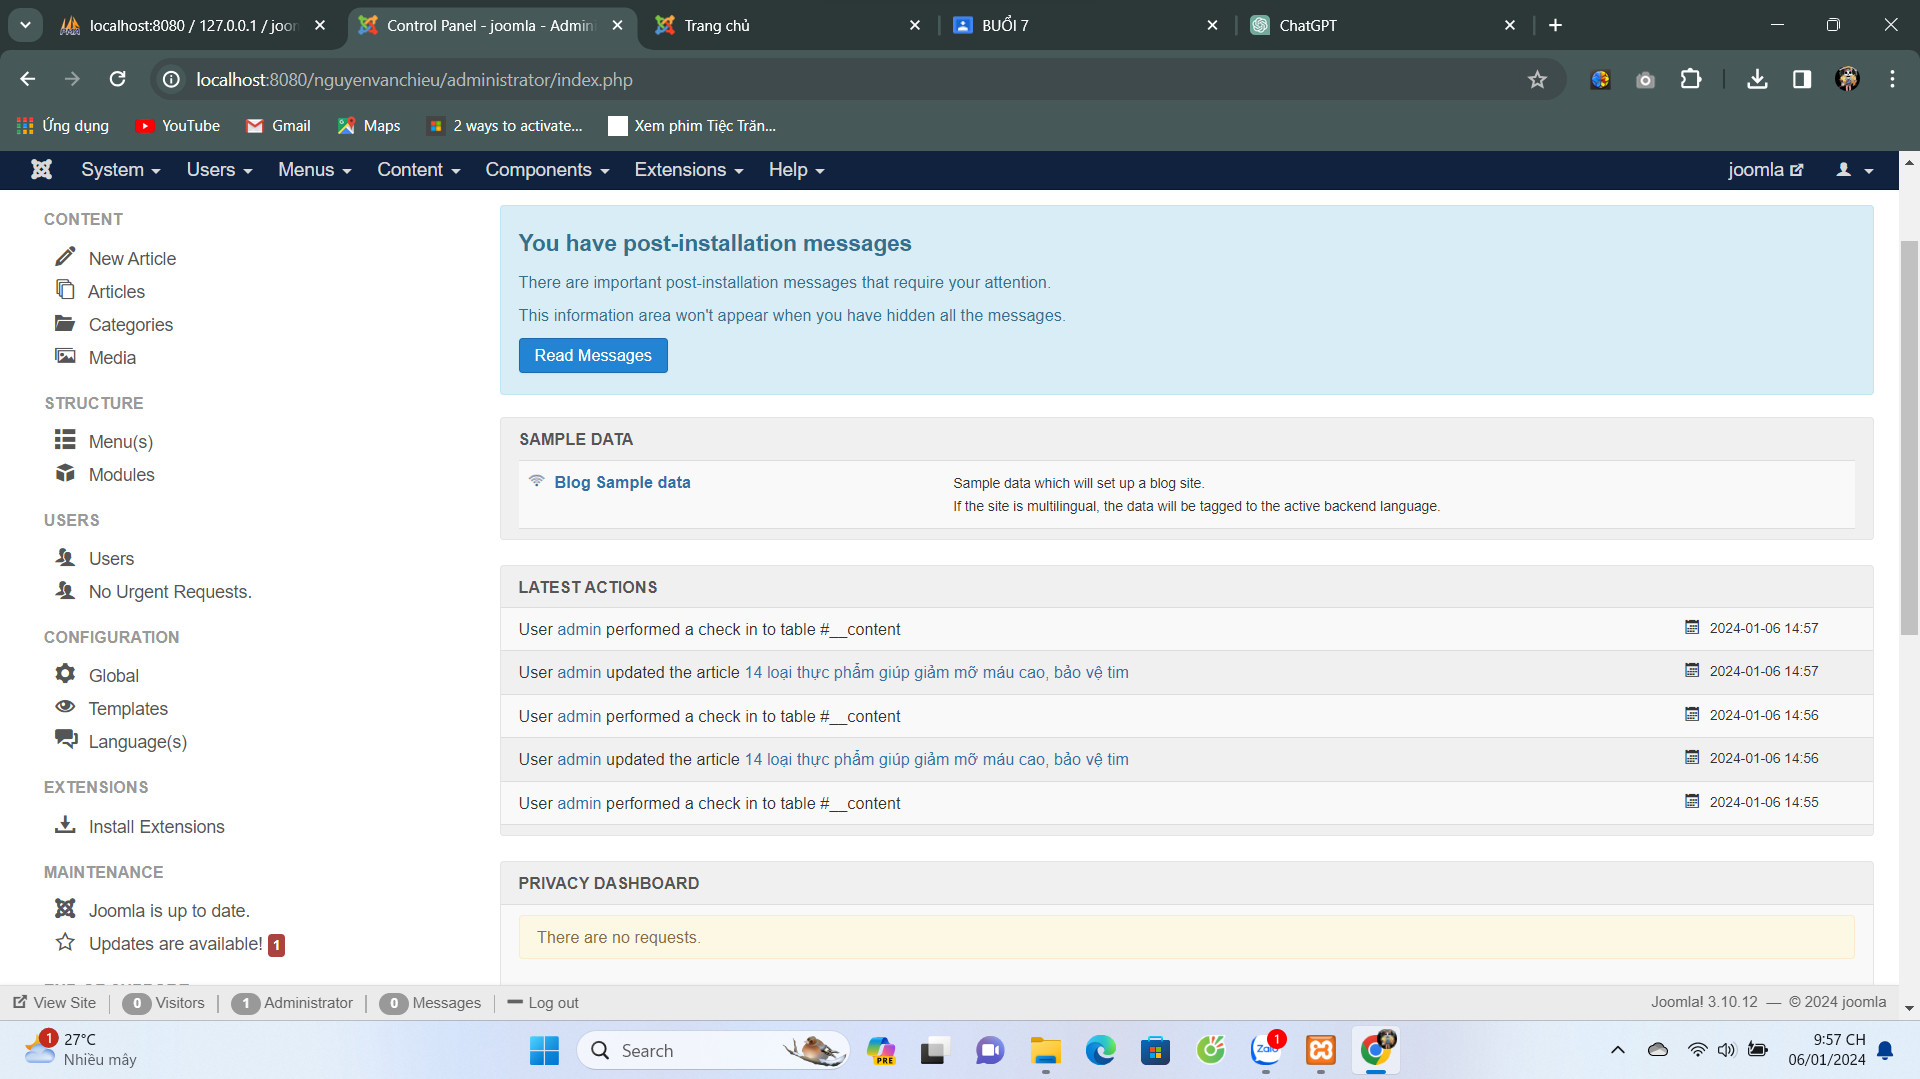 localhost:8080 / 127.0.0.1 / joon
Control Panel - joomla - Admini
Trang chủ
BUỔI 7
ChatGPT
localhost:8080/nguyenvanchieu/administrator/index.php
Ứng dụng
YouTube
Gmail
Maps
2 ways to activate...
Xem phim Tiệc Trăn...
System
Users
Menus
Content
Components
Extensions
Help
joomla
CONTENT
New Article
Articles
Categories
Media
STRUCTURE
Menu(s)
Modules
USERS
Users
No Urgent Requests.
CONFIGURATION
Global
Templates
Language(s)
EXTENSIONS
Install Extensions
MAINTENANCE
Joomla is up to date.
Updates are available! 1
You have post-installation messages
There are important post-installation messages that require your attention.
This information area won't appear when you have hidden all the messages.
Read Messages
SAMPLE DATA
Blog Sample data
Sample data which will set up a blog site.
If the site is multilingual, the data will be tagged to the active backend language.
LATEST ACTIONS
User admin performed a check in to table #__content 2024-01-06 14:57
User admin updated the article 14 loại thực phẩm giúp giảm mỡ máu cao, bảo vệ tim 2024-01-06 14:57
User admin performed a check in to table #__content 2024-01-06 14:56
User admin updated the article 14 loại thực phẩm giúp giảm mỡ máu cao, bảo vệ tim 2024-01-06 14:56
User admin performed a check in to table #__content 2024-01-06 14:55
PRIVACY DASHBOARD
There are no requests.
View Site
0 Visitors
1 Administrator
0 Messages
Log out
Joomla! 3.10.12 — © 2024 joomla
1
27°C
Nhiều mây
Search
PRE
Zalo
1
9:57 CH
06/01/2024